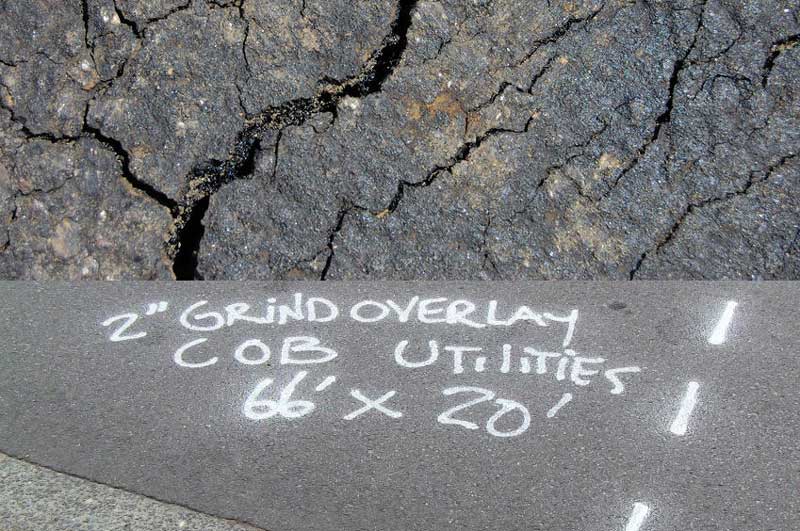 2" GRiND OVERLAY
COB UTiLiTiES
66' x 20'